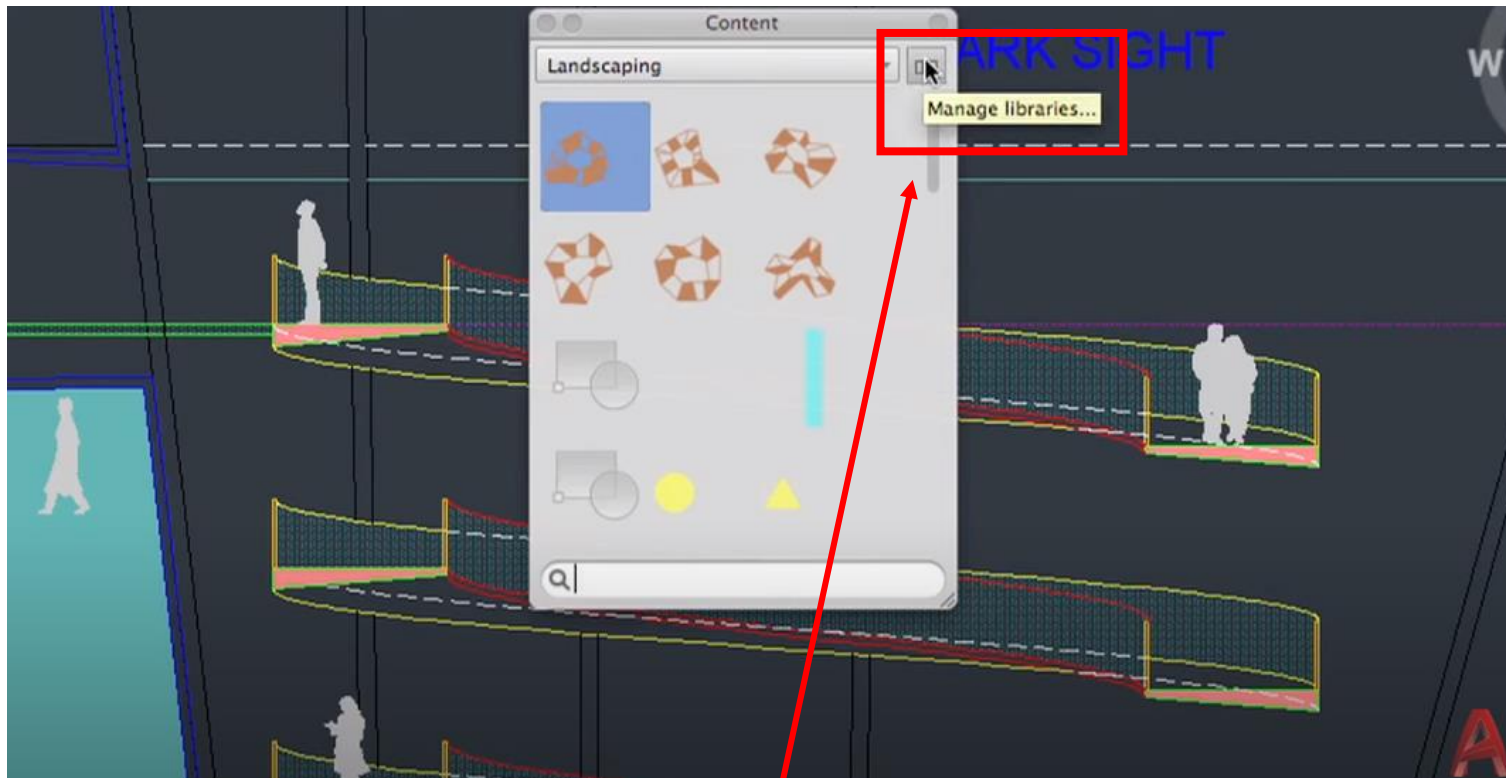 Content
Landscaping
ARK SIGHT
W
Manage libraries...
A